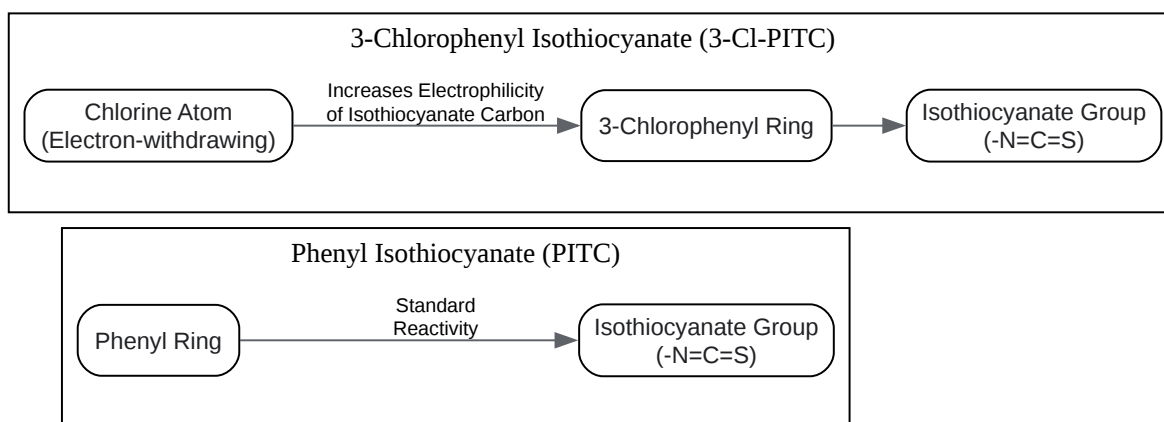 3-Chlorophenyl Isothiocyanate (3-Cl-PITC)
Chlorine Atom
(Electron-withdrawing)
Increases Electrophilicity
of Isothiocyanate Carbon
3-Chlorophenyl Ring
Isothiocyanate Group
(-N=C=S)
Phenyl Isothiocyanate (PITC)
Phenyl Ring
Standard
Reactivity
Isothiocyanate Group
(-N=C=S)